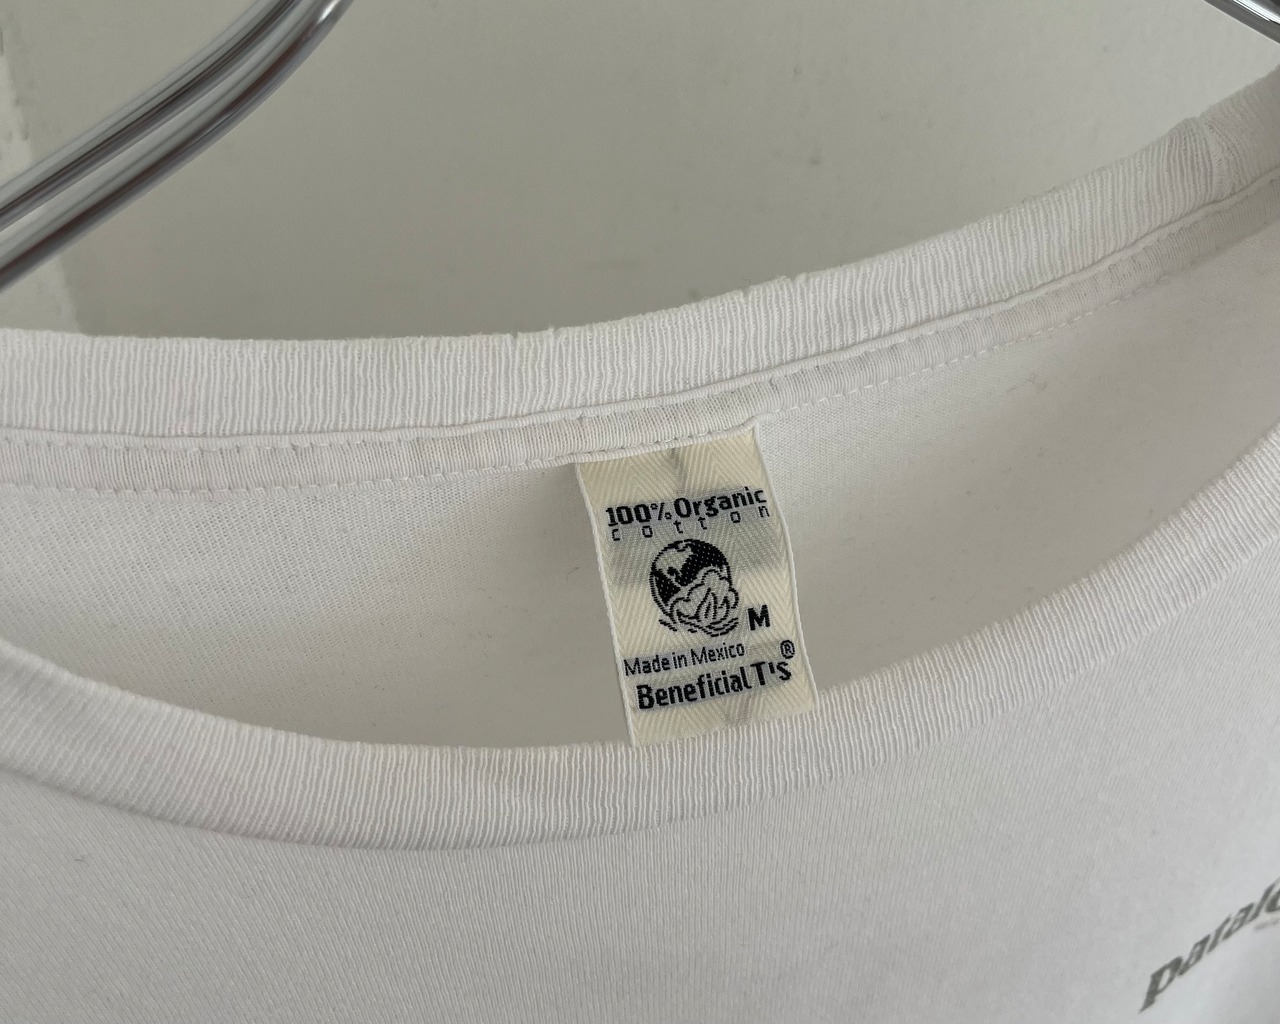 100% Organic
cotton
M
Made in Mexico
Beneficial T's®